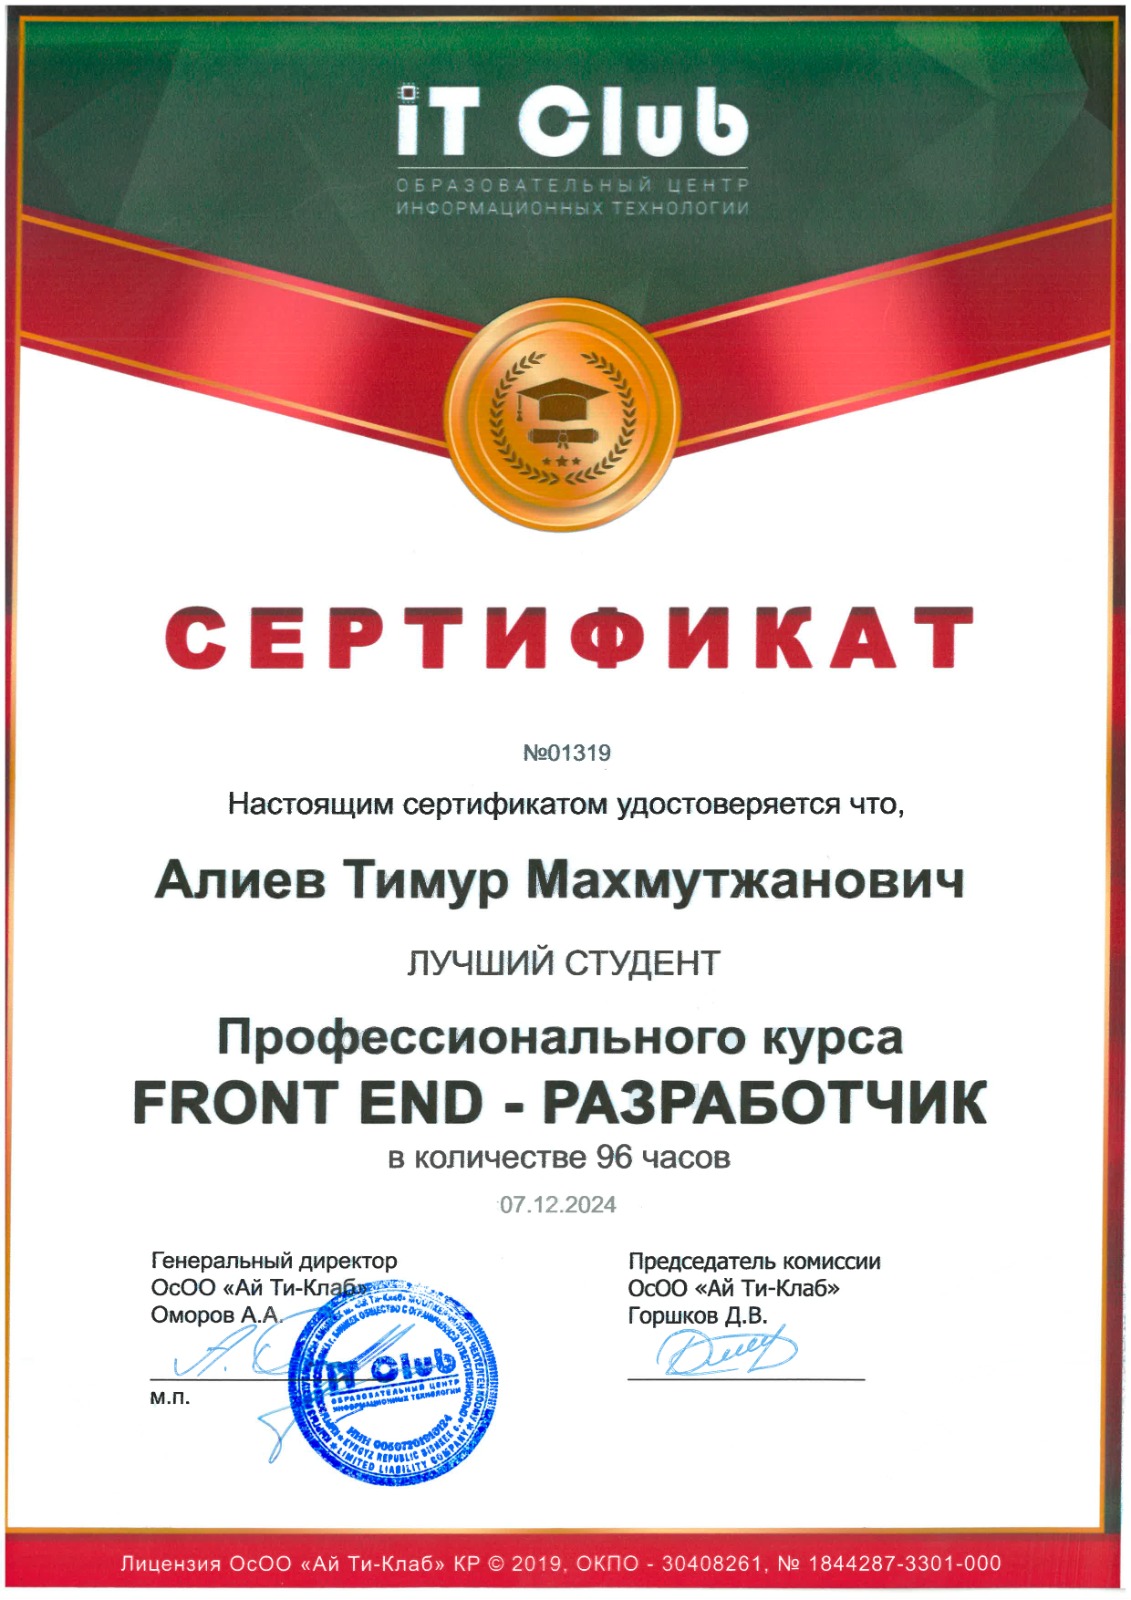 iT Club
ОБРАЗОВАТЕЛЬНЫЙ ЦЕНТР
ИНФОРМАЦИОННЫХ ТЕХНОЛОГИИ
СЕРТИФИКАТ
№01319
Настоящим сертификатом удостоверяется что,
Алиев Тимур Махмутжанович
ЛУЧШИЙ СТУДЕНТ
Профессионального курса
FRONT END - РАЗРАБОТЧИК
в количестве 96 часов
07.12.2024
Генеральный директор
ОсОО «Ай Ти-Клаб»
Оморов А.А.
м.п.
Председатель комиссии
ОсОО «Ай Ти-Клаб»
Горшков Д.В.
iT Club
ОБРАЗОВАТЕЛЬНЫЙ ЦЕНТР
ИНФОРМАЦИОННЫХ ТЕХНОЛОГИИ
KYRGYZ REPUBLIC BISHKEK
LIMITED LIABILITY COMPANY
Лицензия ОсОО «Ай Ти-Клаб» КР © 2019, ОКПО - 30408261, № 1844287-3301-000